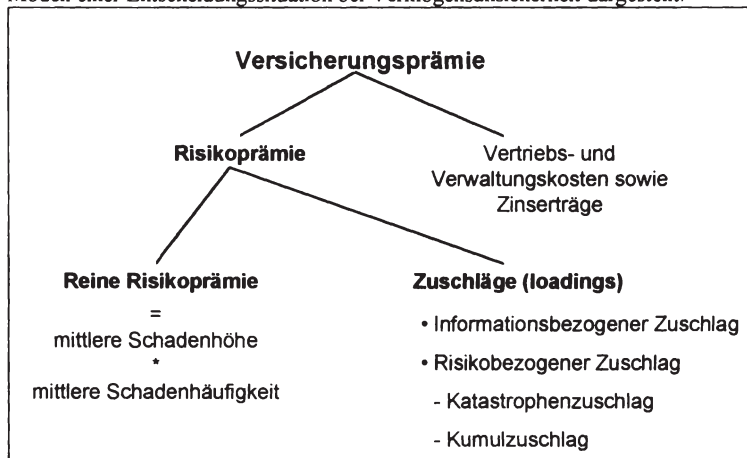 Modell einer Entscheidungssituation bei Vermögensunsicherheit dargestellt.
Versicherungsprämie
Risikoprämie
Vertriebs- und
Verwaltungskosten sowie
Zinserträge
Reine Risikoprämie
=
mittlere Schadenhöhe
*
mittlere Schadenhäufigkeit
Zuschläge (loadings)
• Informationsbezogener Zuschlag
• Risikobezogener Zuschlag
- Katastrophenzuschlag
- Kumulzuschlag